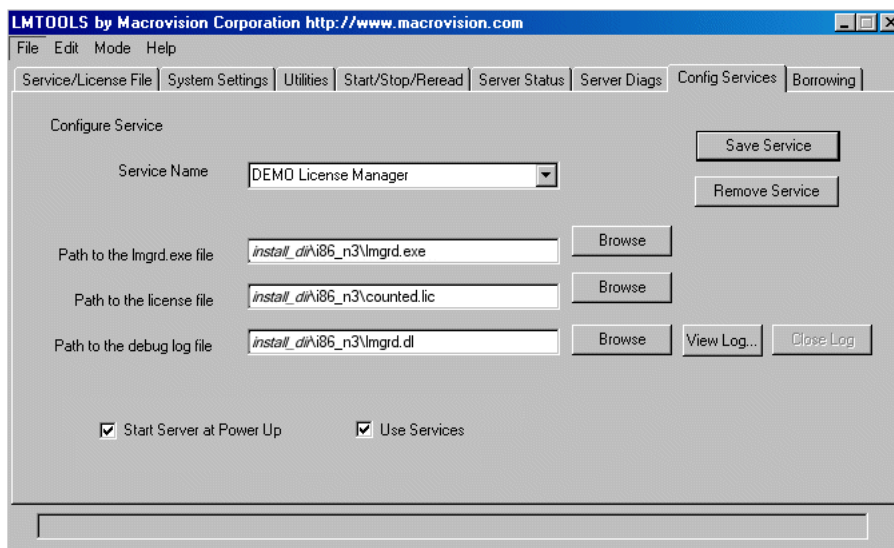 LMTOOLS by Macrovision Corporation http://www.macrovision.com
File Edit Mode Help
Service/License File System Settings Utilities Start/Stop/Reread Server Status Server Diags Config Services Borrowing
Configure Service
Save Service
Service Name DEMO License Manager
Remove Service
Path to the lmgrd.exe file install_dir\i86_n3\lmgrd.exe Browse
Path to the license file install_dir\i86_n3\counted.lic Browse
Path to the debug log file install_dir\i86_n3\lmgrd.dl Browse View Log... Close Log
Start Server at Power Up Use Services